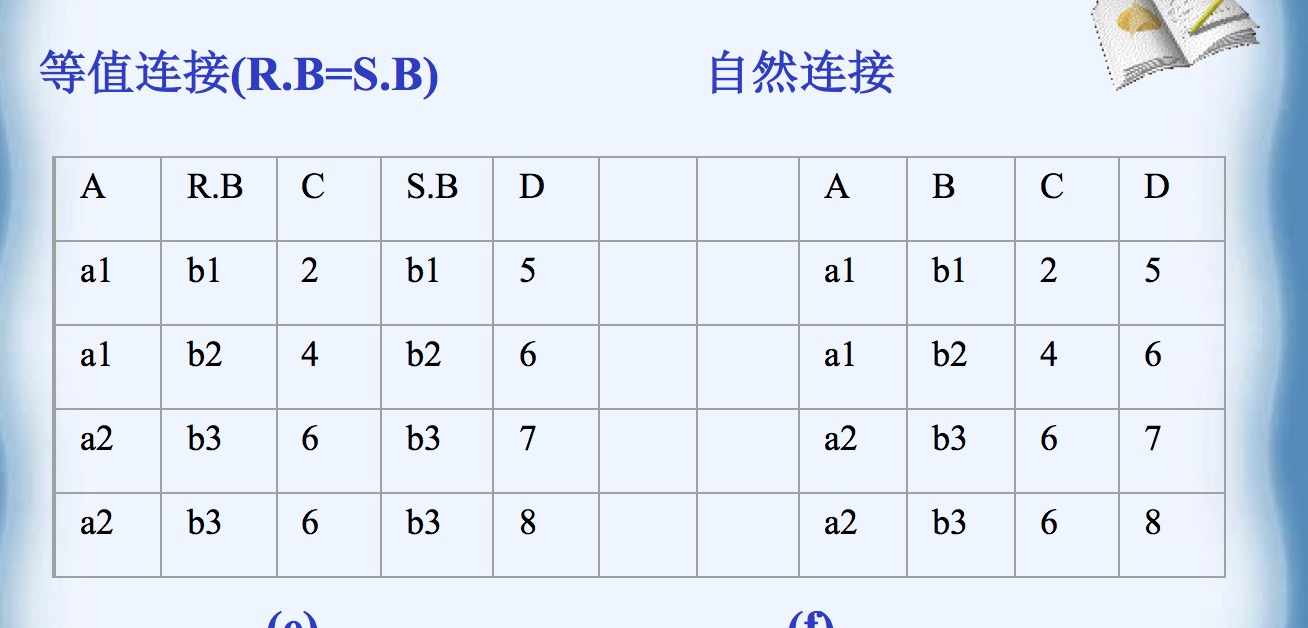 等值连接(R.B=S.B) 自然连接
A R.B C S.B D A B C D
a1 b1 2 b1 5 a1 b1 2 5
a1 b2 4 b2 6 a1 b2 4 6
a2 b3 6 b3 7 a2 b3 6 7
a2 b3 6 b3 8 a2 b3 6 8
(e) (f)